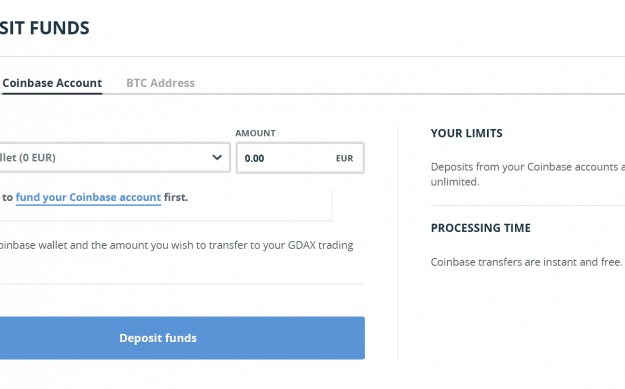 SIT FUNDS
Coinbase Account BTC Address
AMOUNT
llet (0 EUR) 0.00 EUR
to fund your Coinbase account first.
oinbase wallet and the amount you wish to transfer to your GDAX trading
Deposit funds
YOUR LIMITS
Deposits from your Coinbase accounts a
unlimited.
PROCESSING TIME
Coinbase transfers are instant and free.